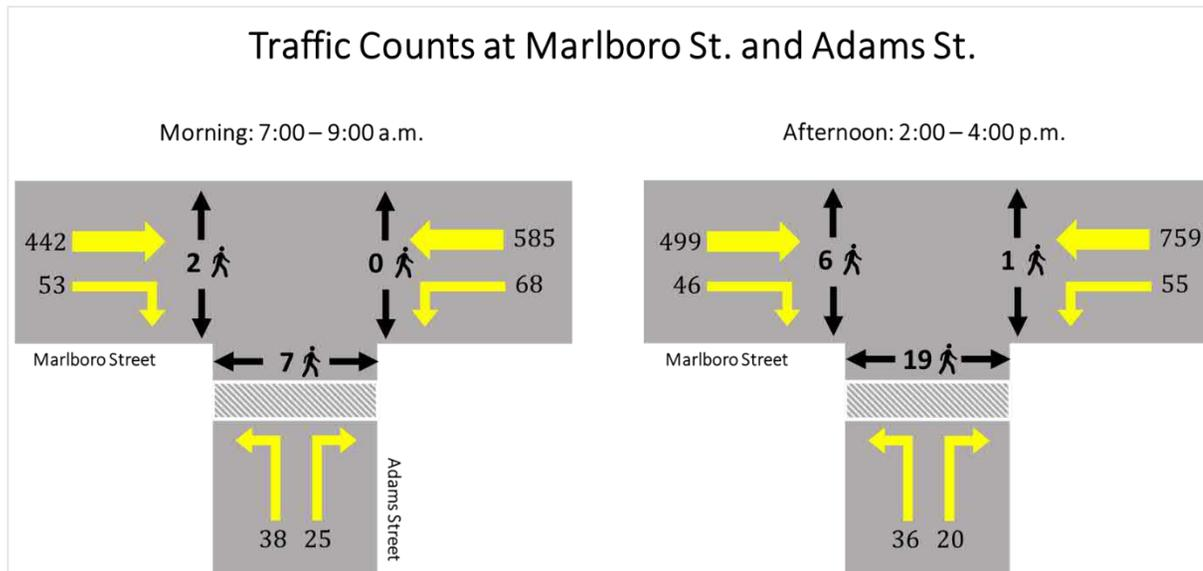 Traffic Counts at Marlboro St. and Adams St.
Morning: 7:00 – 9:00 a.m.
442
53
2
0
585
68
Marlboro Street
7
38 25
Adams Street
Afternoon: 2:00 – 4:00 p.m.
499
46
6
1
759
55
Marlboro Street
19
36 20